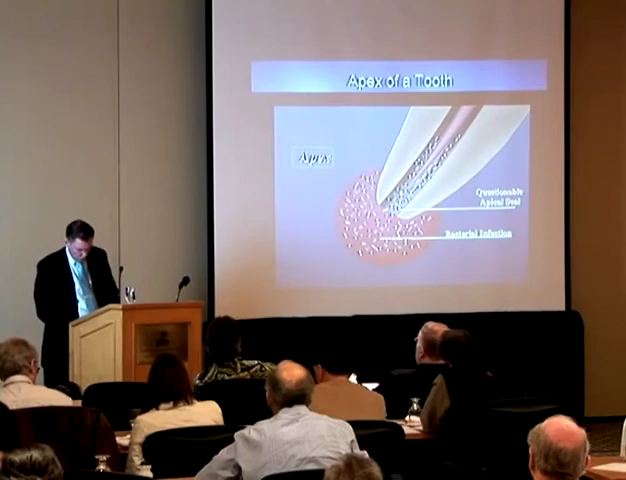 Apex of a Tooth
Apex
Questionable
Apical Seal
Bacterial Infection